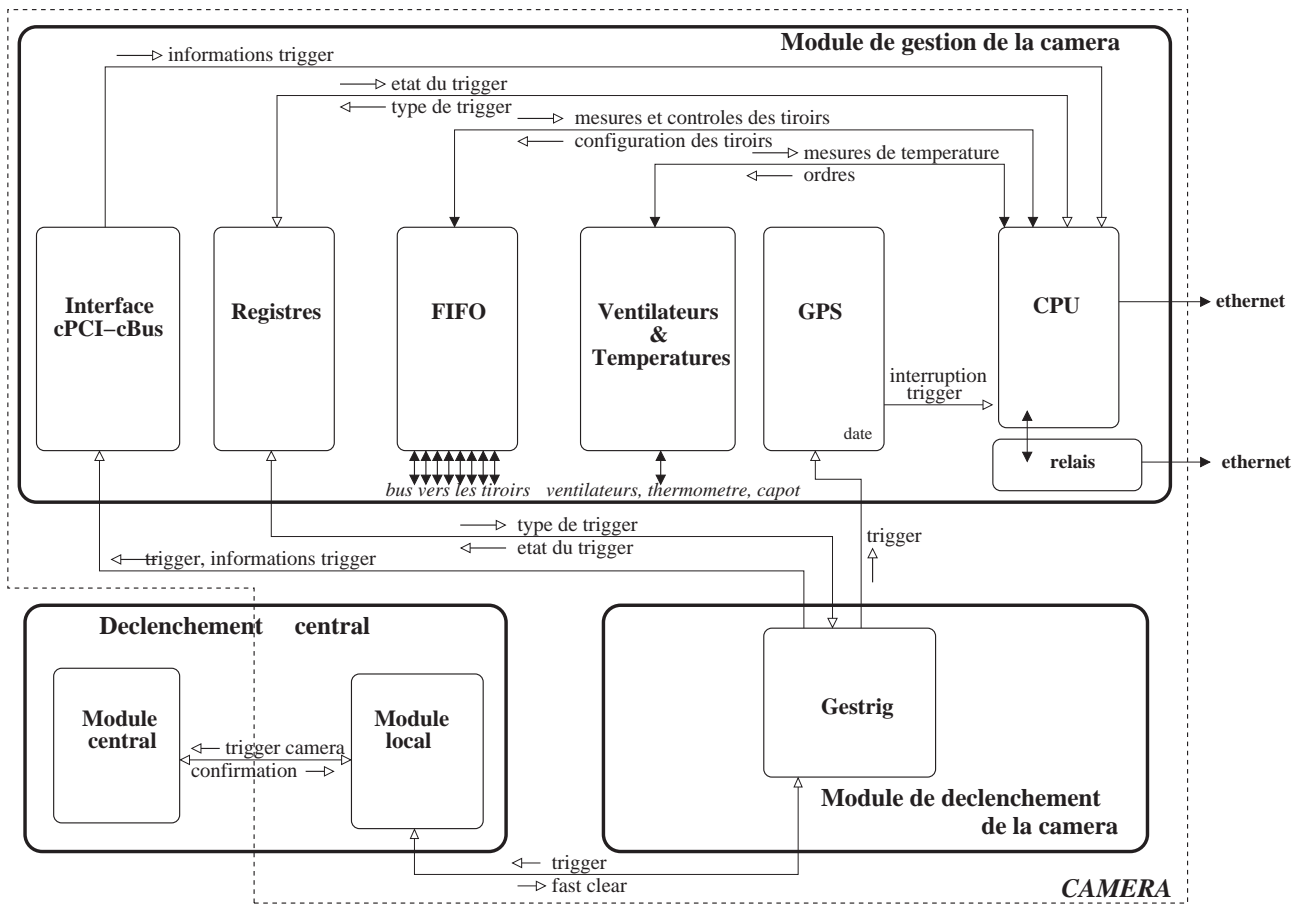 Module de gestion de la camera
informations trigger
etat du trigger
type de trigger
mesures et controles des tiroirs
configuration des tiroirs
mesures de temperature
ordres
Interface
cPCI−cBus
Registres
FIFO
Ventilateurs
&
Temperatures
GPS
date
CPU
interruption
trigger
relais
ethernet
ethernet
bus vers les tiroirs
ventilateurs, thermometre, capot
type de trigger
etat du trigger
trigger, informations trigger
trigger
Declenchement central
Module
central
Module
local
trigger camera
confirmation
Gestrig
Module de declenchement
de la camera
trigger
fast clear
CAMERA